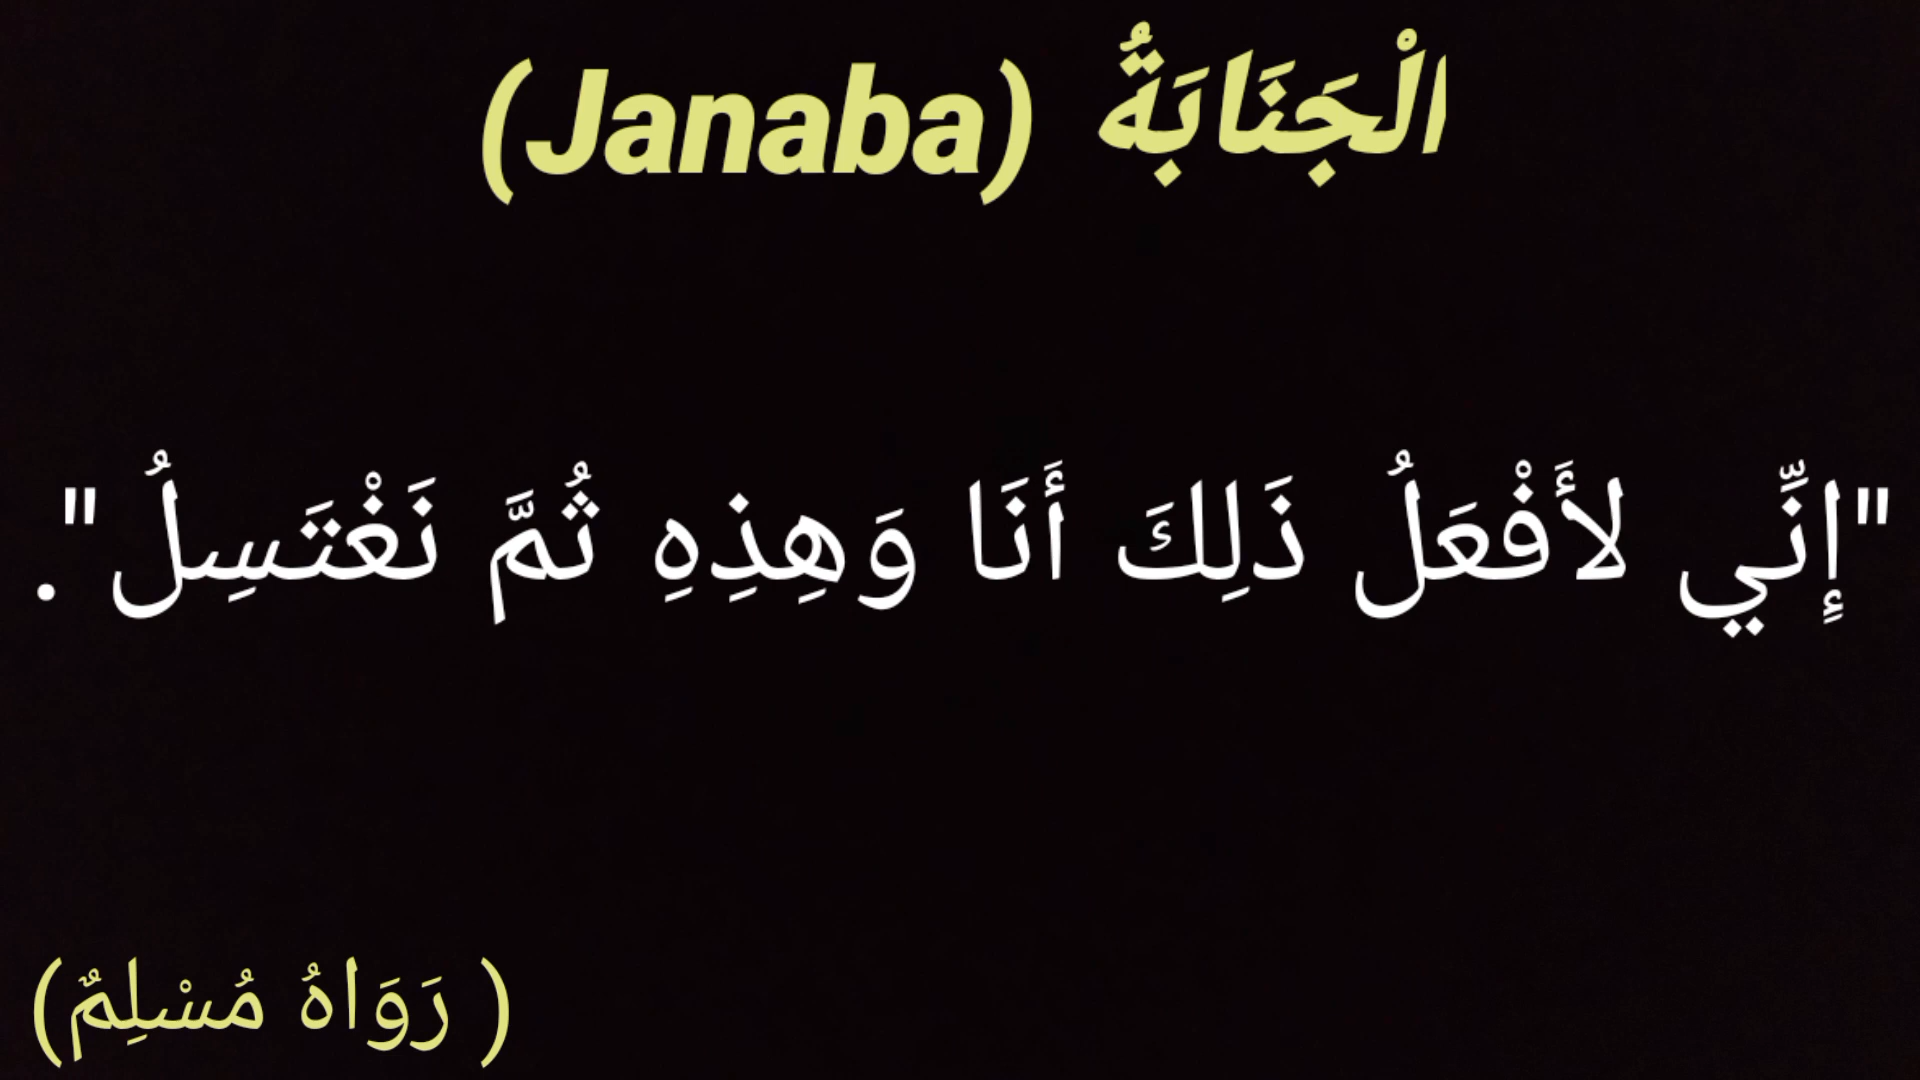 الْجَنَابَةُ (Janaba)
"إِنِّي لأَفْعَلُ ذَلِكَ أَنَا وَهِذِهِ ثُمَّ نَغْتَسِلُ".
( رَوَاهُ مُسْلِمٌ)